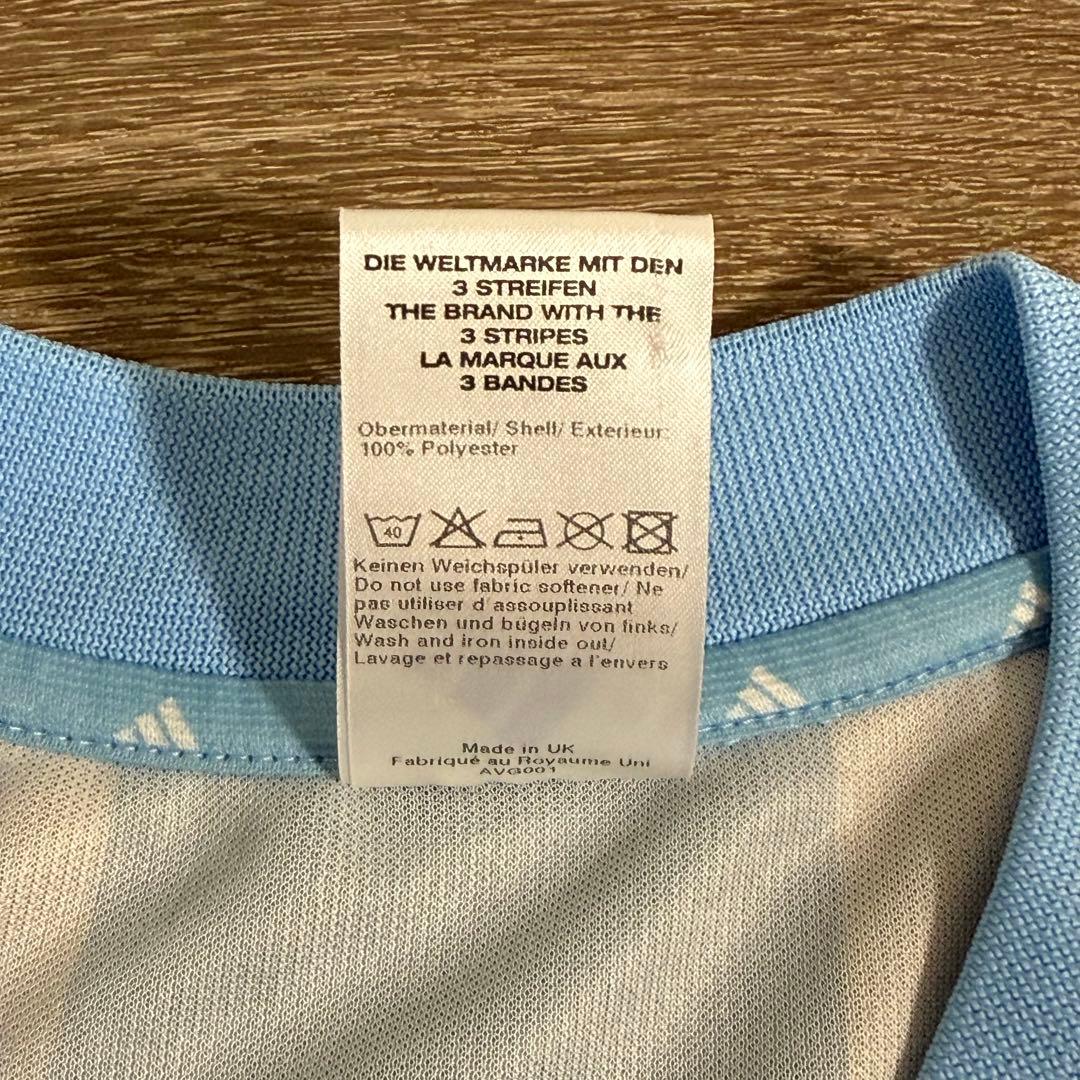 DIE WELTMARKE MIT DEN
3 STREIFEN
THE BRAND WITH THE
3 STRIPES
LA MARQUE AUX
3 BANDES
Obermaterial/ Shell/ Exterieur:
100% Polyester
40
Keinen Weichspüler verwenden/
Do not use fabric softener/ Ne
pas utiliser d'assouplissant
Waschen und bügeln von links/
Wash and iron inside out/
Lavage et repassage a l'envers
Made in UK
Fabriqué au Royaume Uni
AVG001